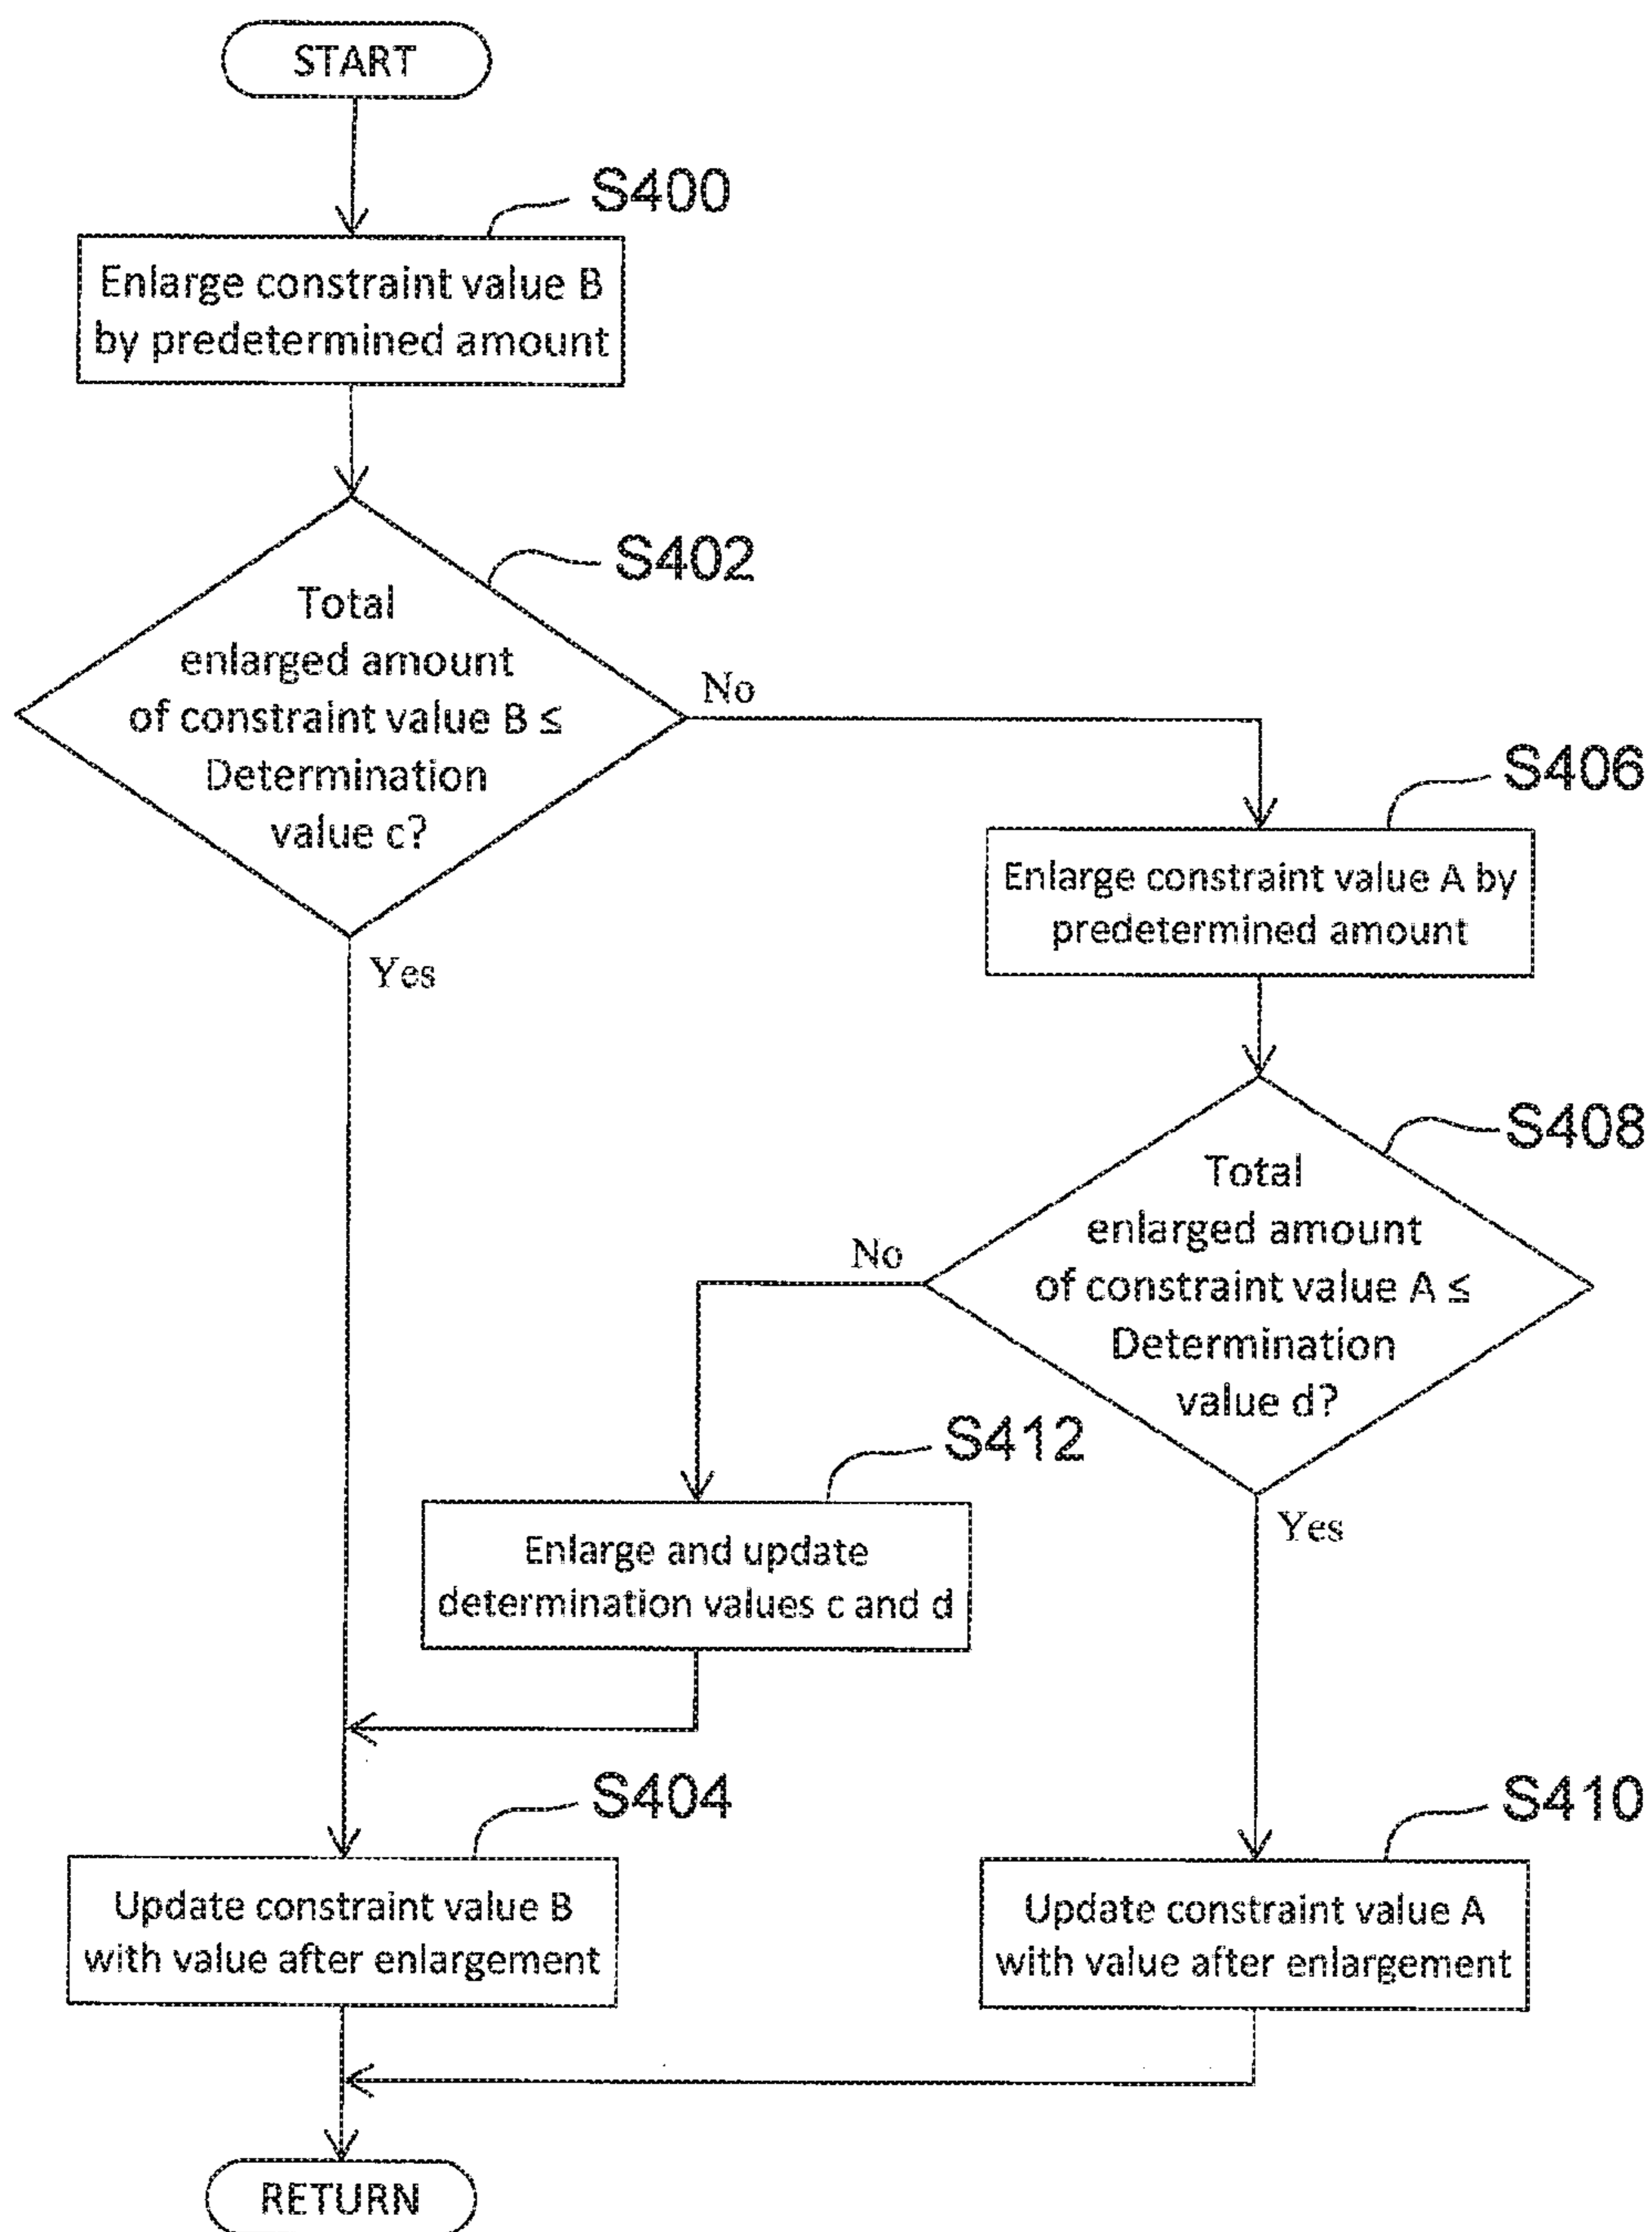 START
S400
Enlarge constraint value B
by predetermined amount
S402
Total
enlarged amount
of constraint value B ≤
Determination
value c?
No
Yes
S406
Enlarge constraint value A by
predetermined amount
S408
Total
enlarged amount
of constraint value A ≤
Determination
value d?
No
Yes
S412
Enlarge and update
determination values c and d
S404
Update constraint value B
with value after enlargement
S410
Update constraint value A
with value after enlargement
RETURN